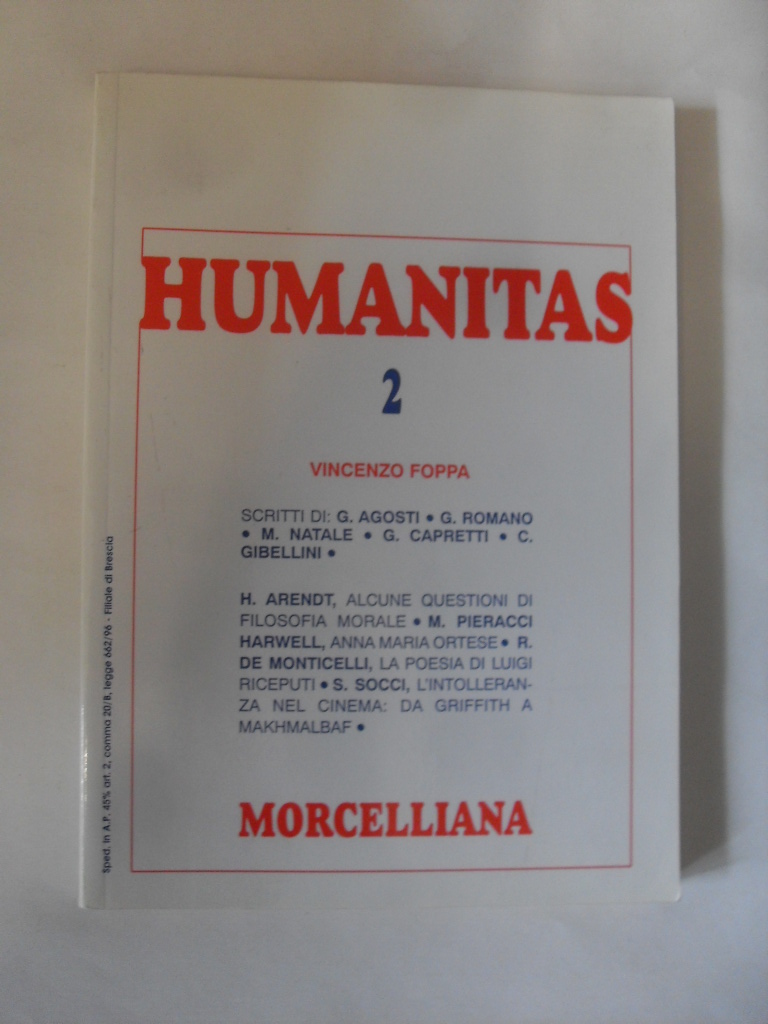 HUMANITAS
2
VINCENZO FOPPA
SCRITTI DI: G. AGOSTI • G. ROMANO
• M. NATALE • G. CAPRETTI • C.
GIBELLINI •
H. ARENDT, ALCUNE QUESTIONI DI
FILOSOFIA MORALE • M. PIERACCI
HARWELL, ANNA MARIA ORTESE • R.
DE MONTICELLI, LA POESIA DI LUIGI
RICEPUTI • S. SOCCI, L'INTOLLERAN-
ZA NEL CINEMA: DA GRIFFITH A
MAKHMALBAF •
MORCELLIANA
Sped. in A.P. 45% art. 2, comma 20/B, legge 662/96 - Filiale di Brescia